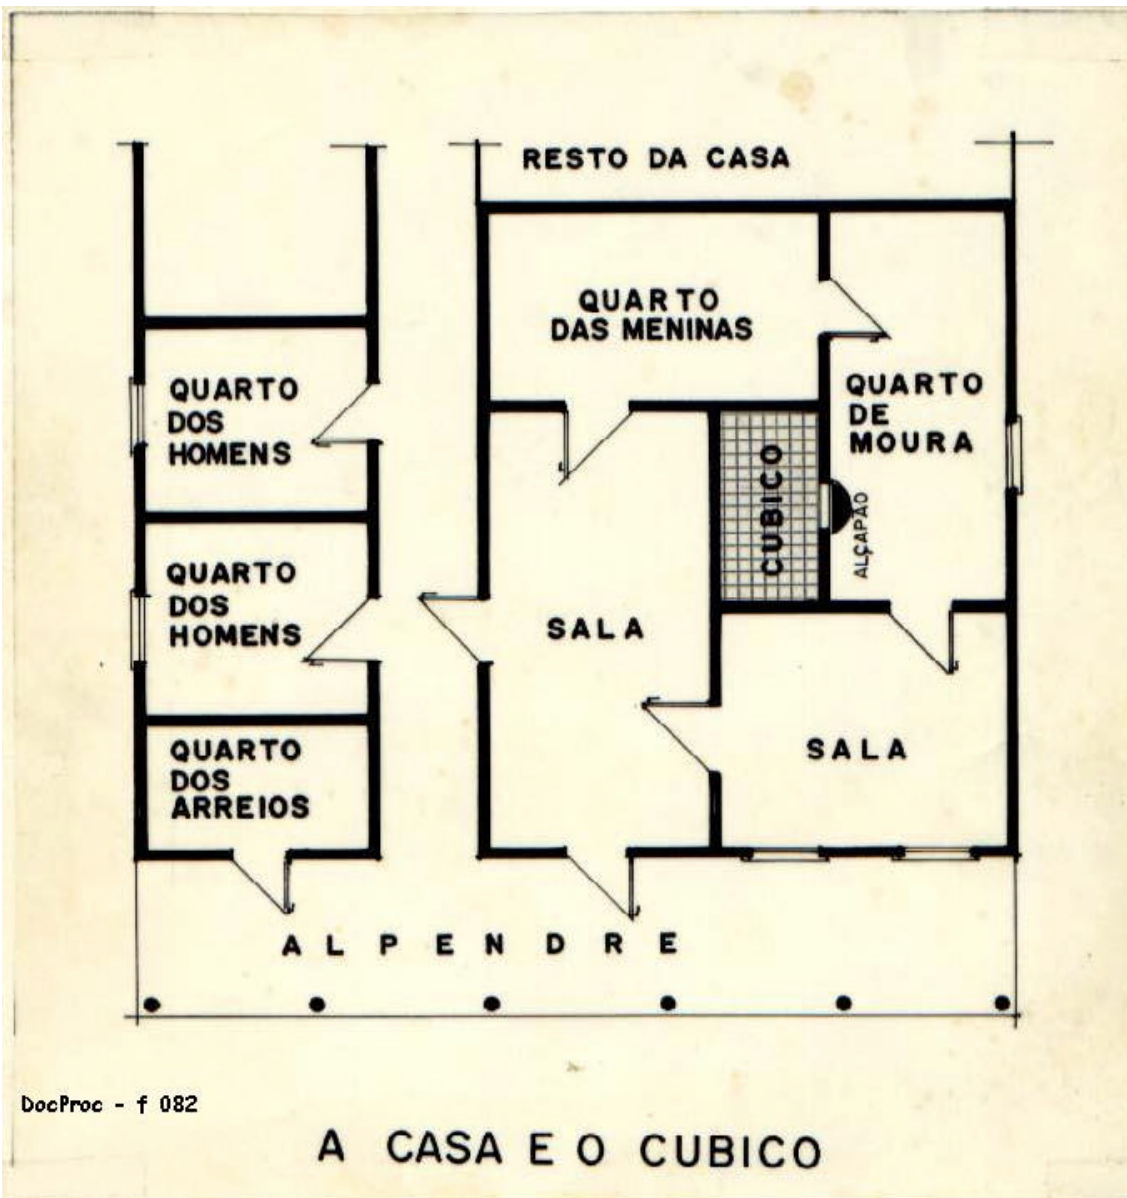 RESTO DA CASA
QUARTO
DAS MENINAS
QUARTO
DOS
HOMENS
QUARTO
DE
MOURA
CUBICO
ALÇAPÃO
QUARTO
DOS
HOMENS
SALA
SALA
QUARTO
DOS
ARREIOS
ALPENDRE
DocProc - f 082
A CASA E O CUBICO